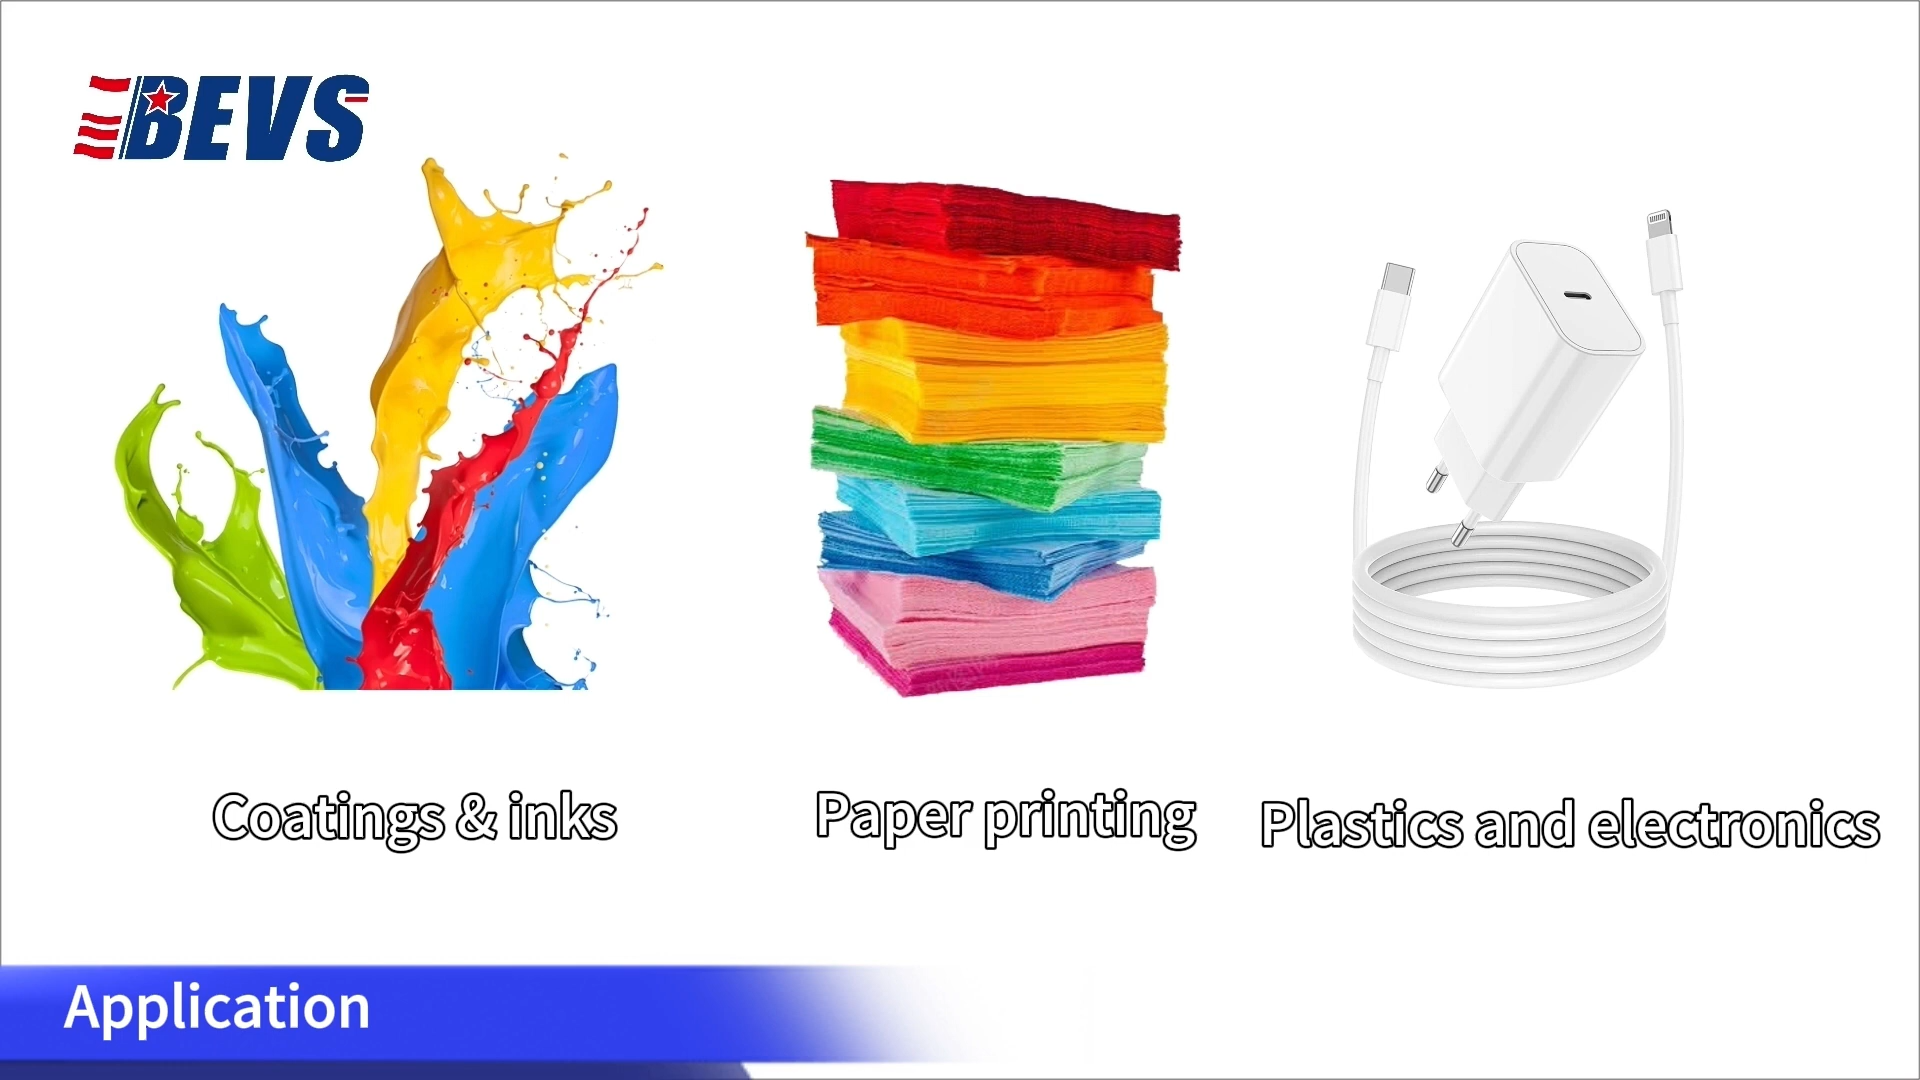 BEVS
Coatings & inks
Paper printing
Plastics and electronics
Application